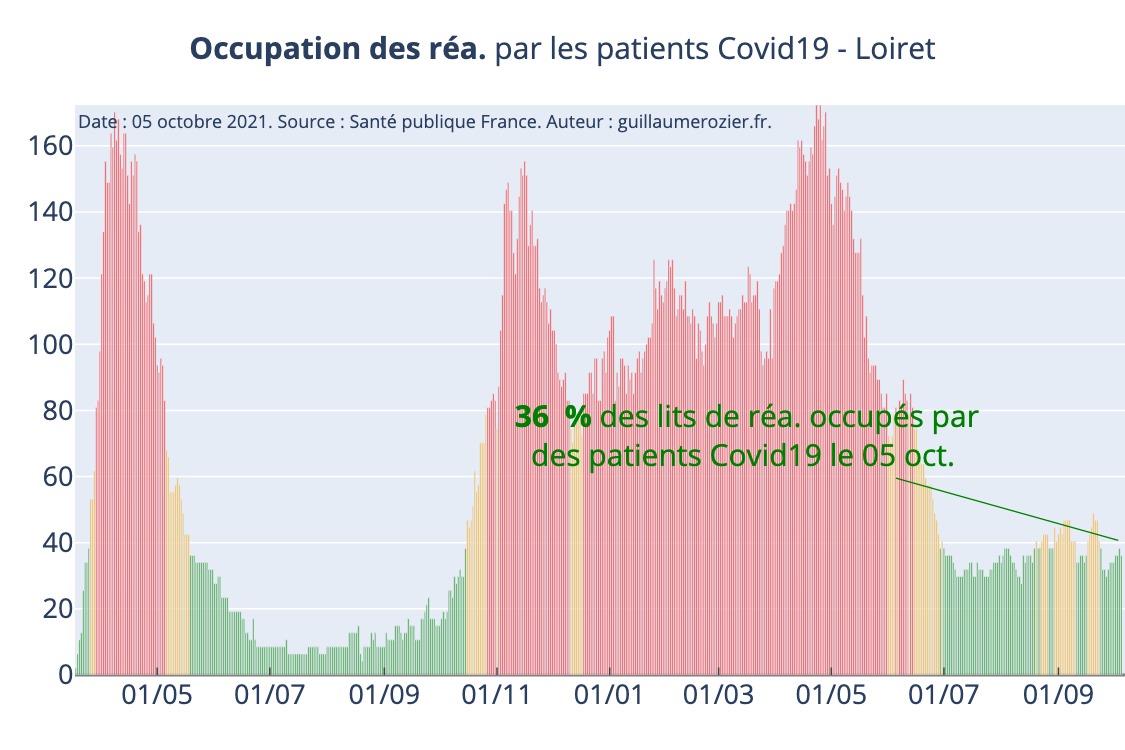 Occupation des réa. par les patients Covid19 - Loiret
Date : 05 octobre 2021. Source : Santé publique France. Auteur : guillaumerozier.fr.
160
140
120
100
80
60
40
20
0
36 % des lits de réa. occupés par
des patients Covid19 le 05 oct.
01/05 01/07 01/09 01/11 01/01 01/03 01/05 01/07 01/09